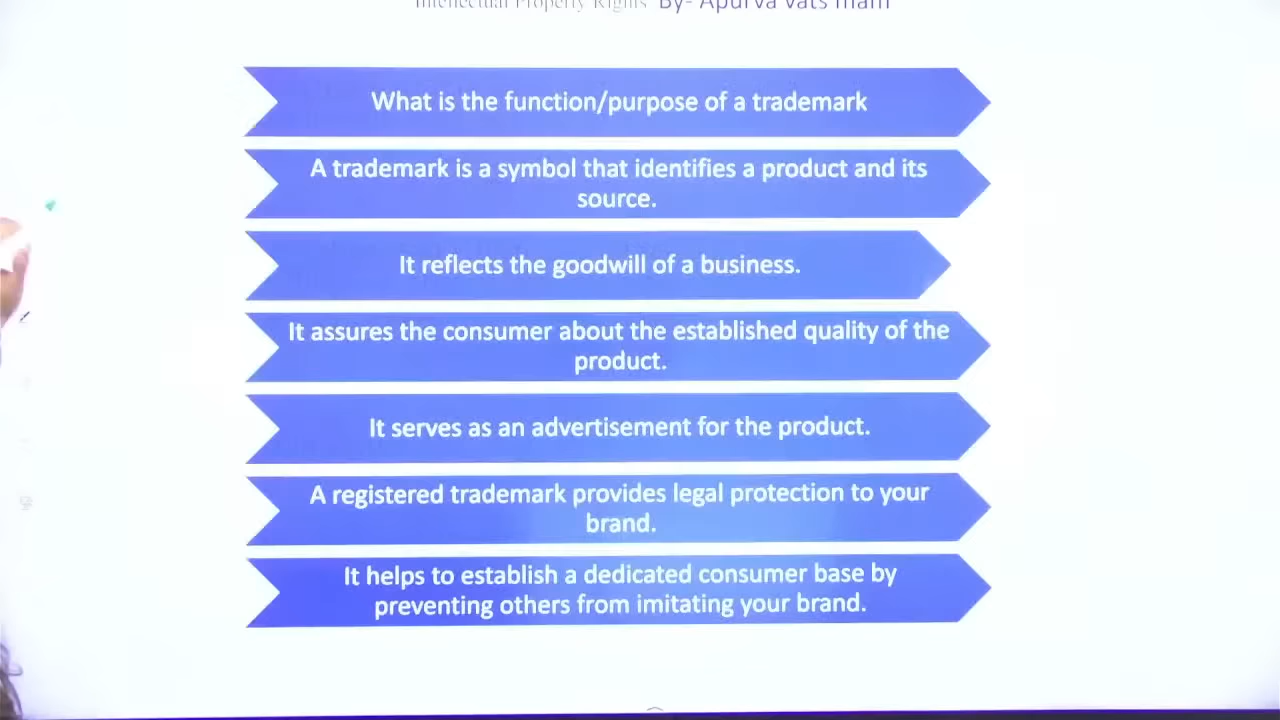 Intellectual Property Rights By- Apurva Vats mam
What is the function/purpose of a trademark
A trademark is a symbol that identifies a product and its
source.
It reflects the goodwill of a business.
It assures the consumer about the established quality of the
product.
It serves as an advertisement for the product.
A registered trademark provides legal protection to your
brand.
It helps to establish a dedicated consumer base by
preventing others from imitating your brand.